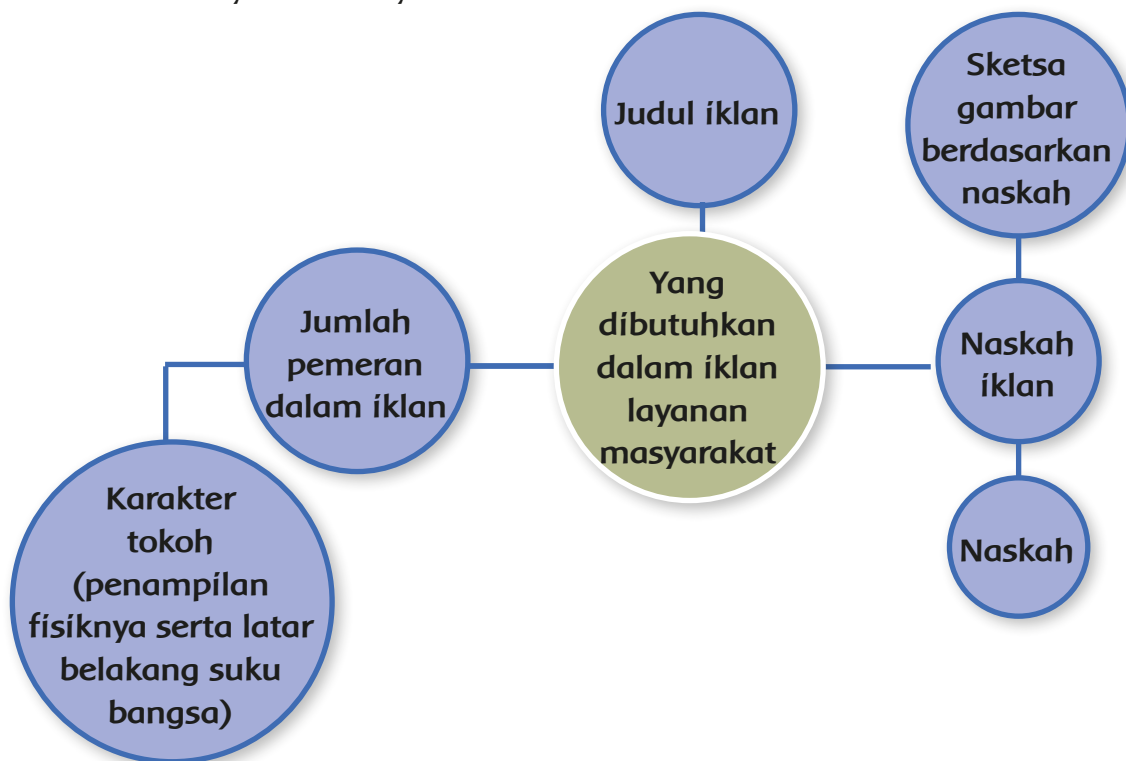 Judul iklan
Sketsa
gambar
berdasarkan
naskah
Yang
dibutuhkan
dalam iklan
layanan
masyarakat
Jumlah
pemeran
dalam iklan
Naskah
iklan
Karakter
tokoh
(penampilan
fisiknya serta latar
belakang suku
bangsa)
Naskah